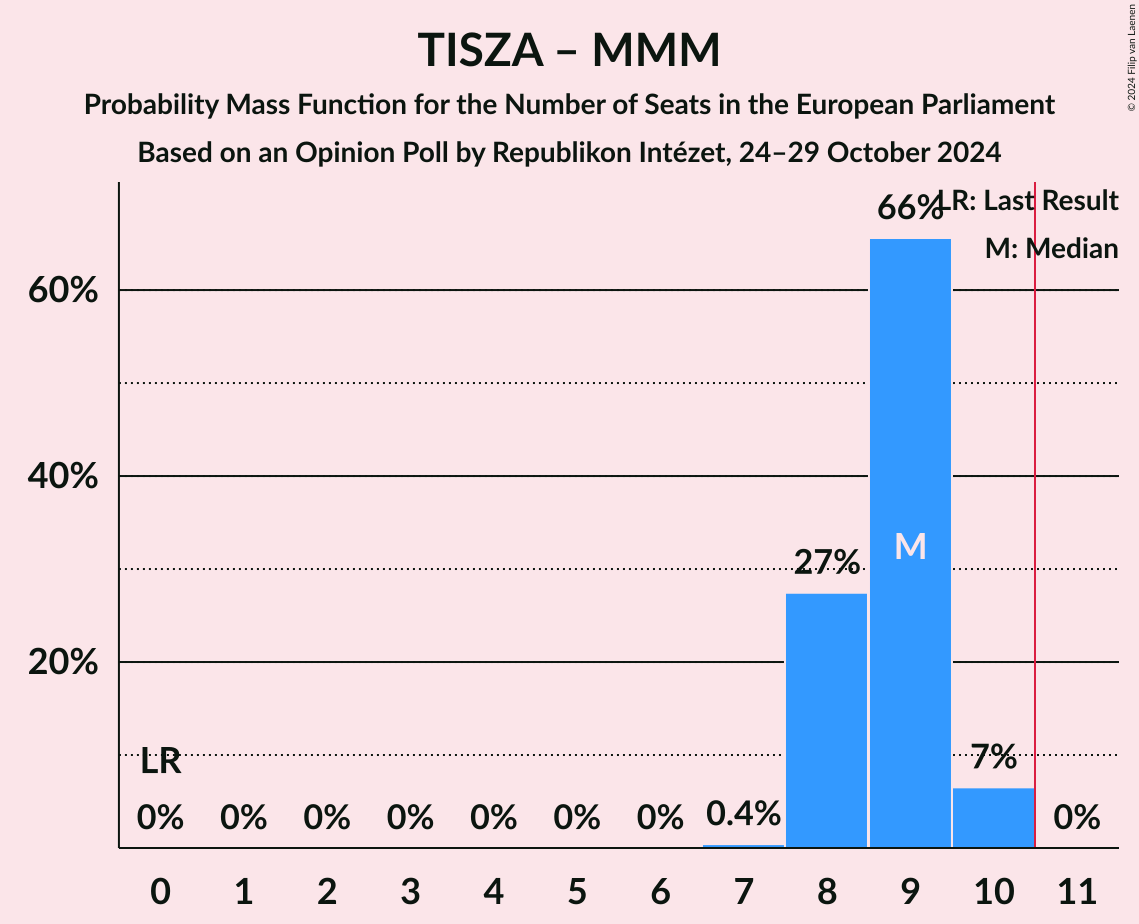 TISZA – MMM
Probability Mass Function for the Number of Seats in the European Parliament
Based on an Opinion Poll by Republikon Intézet, 24–29 October 2024
© 2024 Filip van Laenen
LR: Last Result
M: Median
60%
40%
20%
66%
27%
M
LR
7%
0% 0% 0% 0% 0% 0% 0% 0.4% 0%
0 1 2 3 4 5 6 7 8 9 10 11